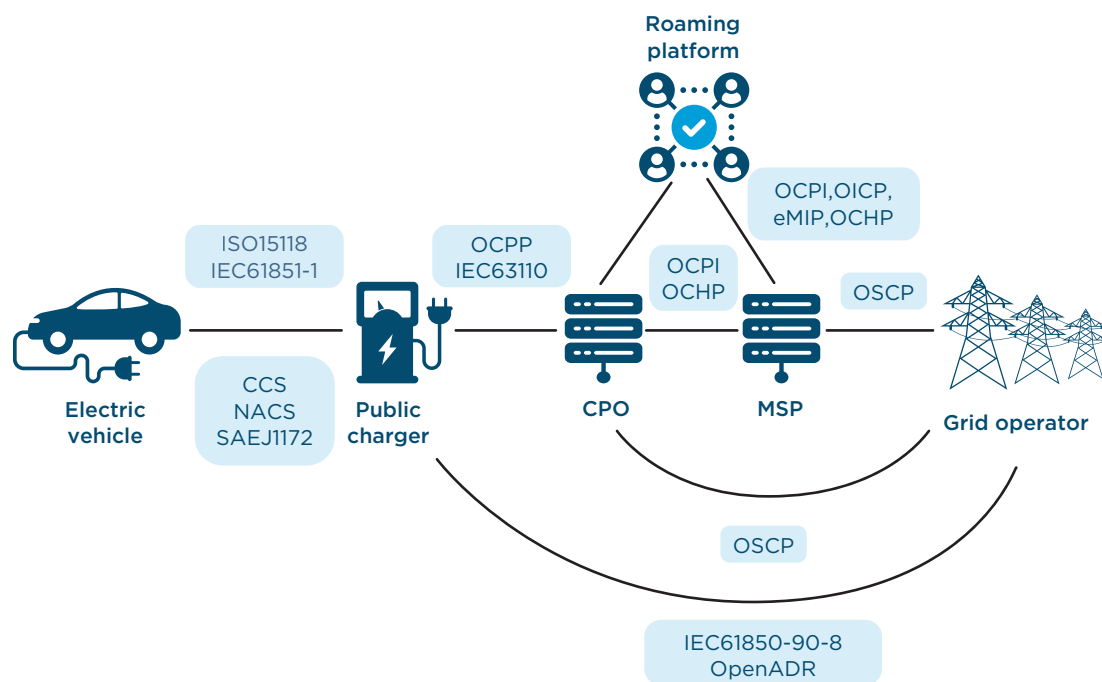 Roaming
platform
OCPI,OICP,
eMIP,OCHP
ISO15118
IEC61851-1
OCPP
IEC63110
OCPI
OCHP
OSCP
CCS
NACS
SAEJ1172
Electric
vehicle
Public
charger
CPO
MSP
Grid operator
OSCP
IEC61850-90-8
OpenADR